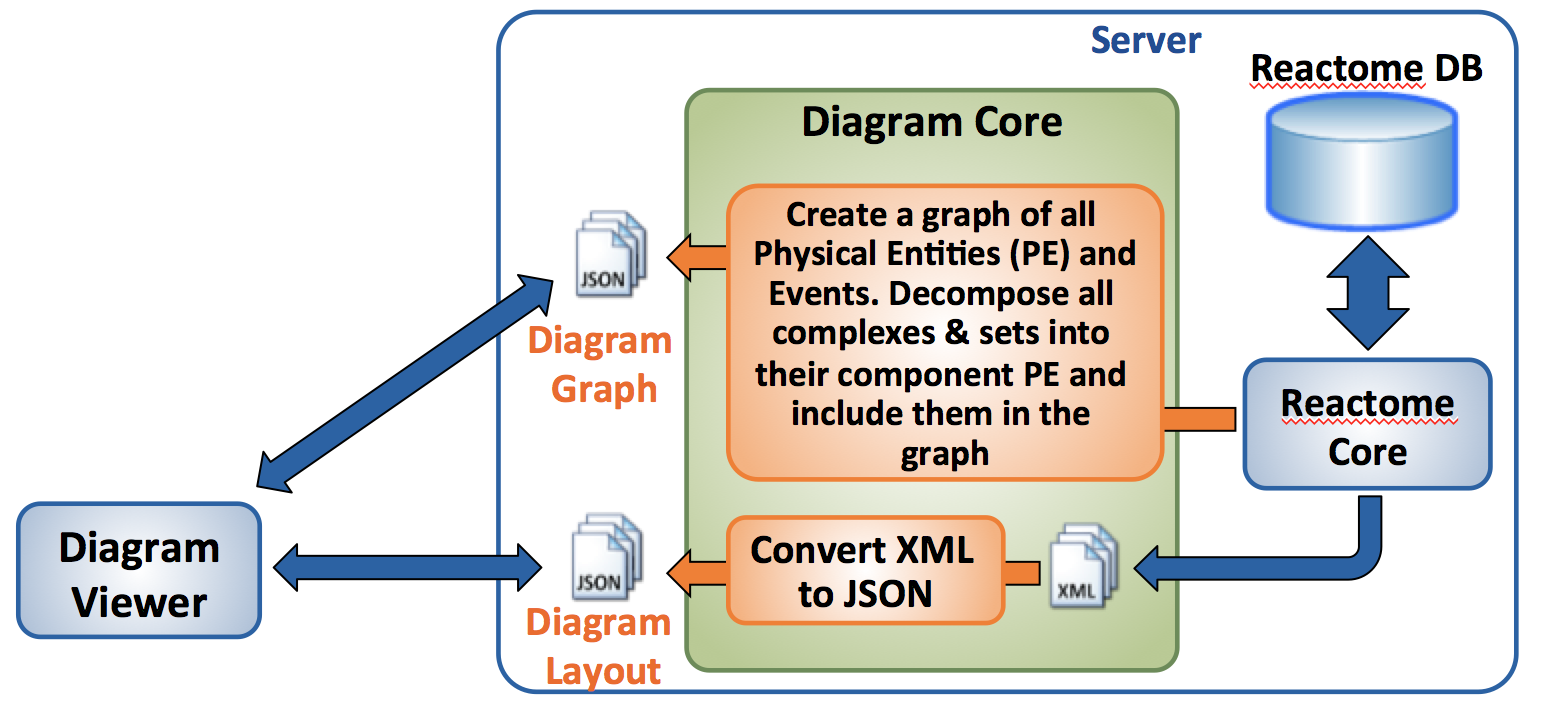 Server
Reactome DB
Diagram Core
Create a graph of all
Physical Entities (PE) and
Events. Decompose all
complexes & sets into
their component PE and
include them in the
graph
JSON
Diagram
Graph
Reactome
Core
Diagram
Viewer
JSON
Diagram
Layout
Convert XML
to JSON
XML